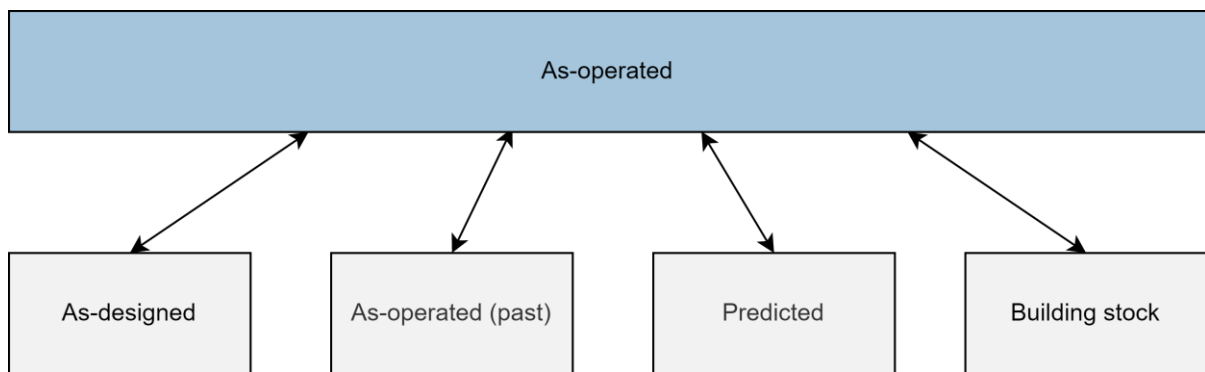 As-operated
As-designed
As-operated (past)
Predicted
Building stock